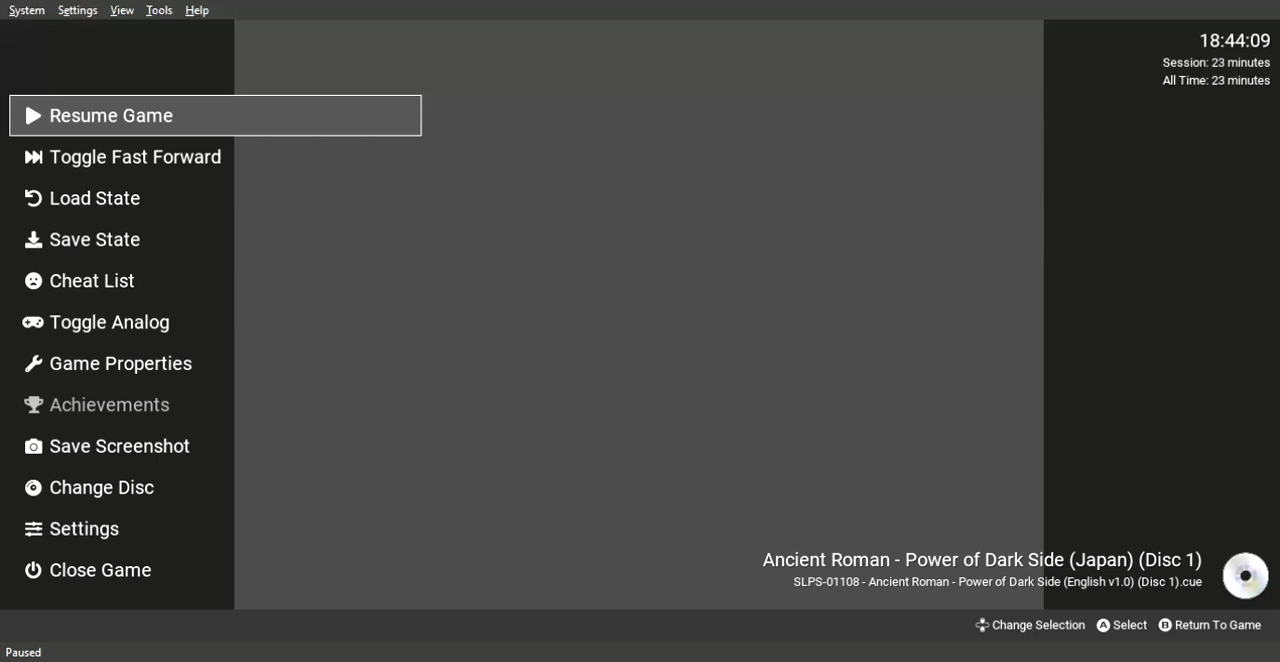 System Settings View Tools Help
18:44:09
Session: 23 minutes
All Time: 23 minutes
Resume Game
Toggle Fast Forward
Load State
Save State
Cheat List
Toggle Analog
Game Properties
Achievements
Save Screenshot
Change Disc
Settings
Close Game
Ancient Roman - Power of Dark Side (Japan) (Disc 1)
SLPS-01108 - Ancient Roman - Power of Dark Side (English v1.0) (Disc 1).cue
Change Selection A Select B Return To Game
Paused